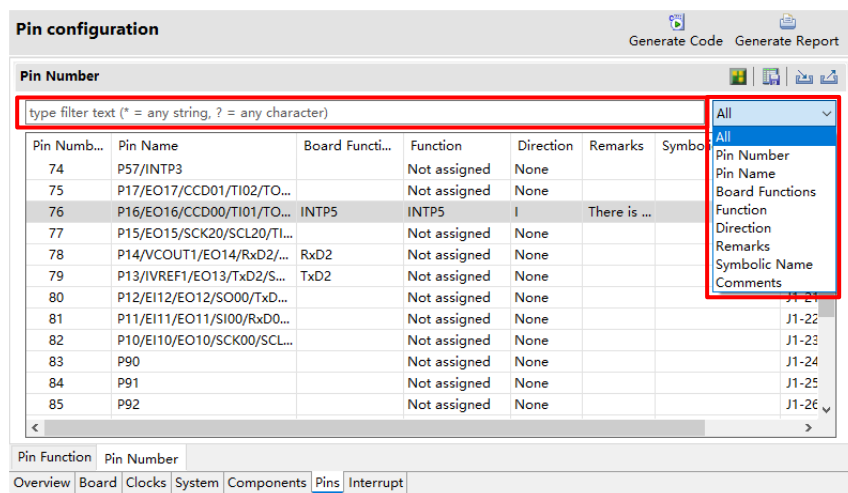 Pin configuration
Generate Code Generate Report
Pin Number
type filter text (* = any string, ? = any character) All
Pin Numb... Pin Name Board Functi... Function Direction Remarks
All
Pin Number
Pin Name
Board Functions
Function
Direction
Remarks
Symbolic Name
Comments
74 P57/INTP3 Not assigned None
75 P17/EO17/CCD01/TI02/TO... Not assigned None
76 P16/EO16/CCD00/TI01/TO... INTP5 INTP5 I There is ...
77 P15/EO15/SCK20/SCL20/TI... Not assigned None
78 P14/VCOUT1/EO14/RxD2/... RxD2 Not assigned None
79 P13/IVREF1/EO13/TxD2/S... TxD2 Not assigned None
80 P12/EI12/EO12/SO00/TxD... Not assigned None J1-21
81 P11/EI11/EO11/SI00/RxD0... Not assigned None J1-22
82 P10/EI10/EO10/SCK00/SCL... Not assigned None J1-23
83 P90 Not assigned None J1-24
84 P91 Not assigned None J1-25
85 P92 Not assigned None J1-26
Pin Function Pin Number
Overview Board Clocks System Components Pins Interrupt